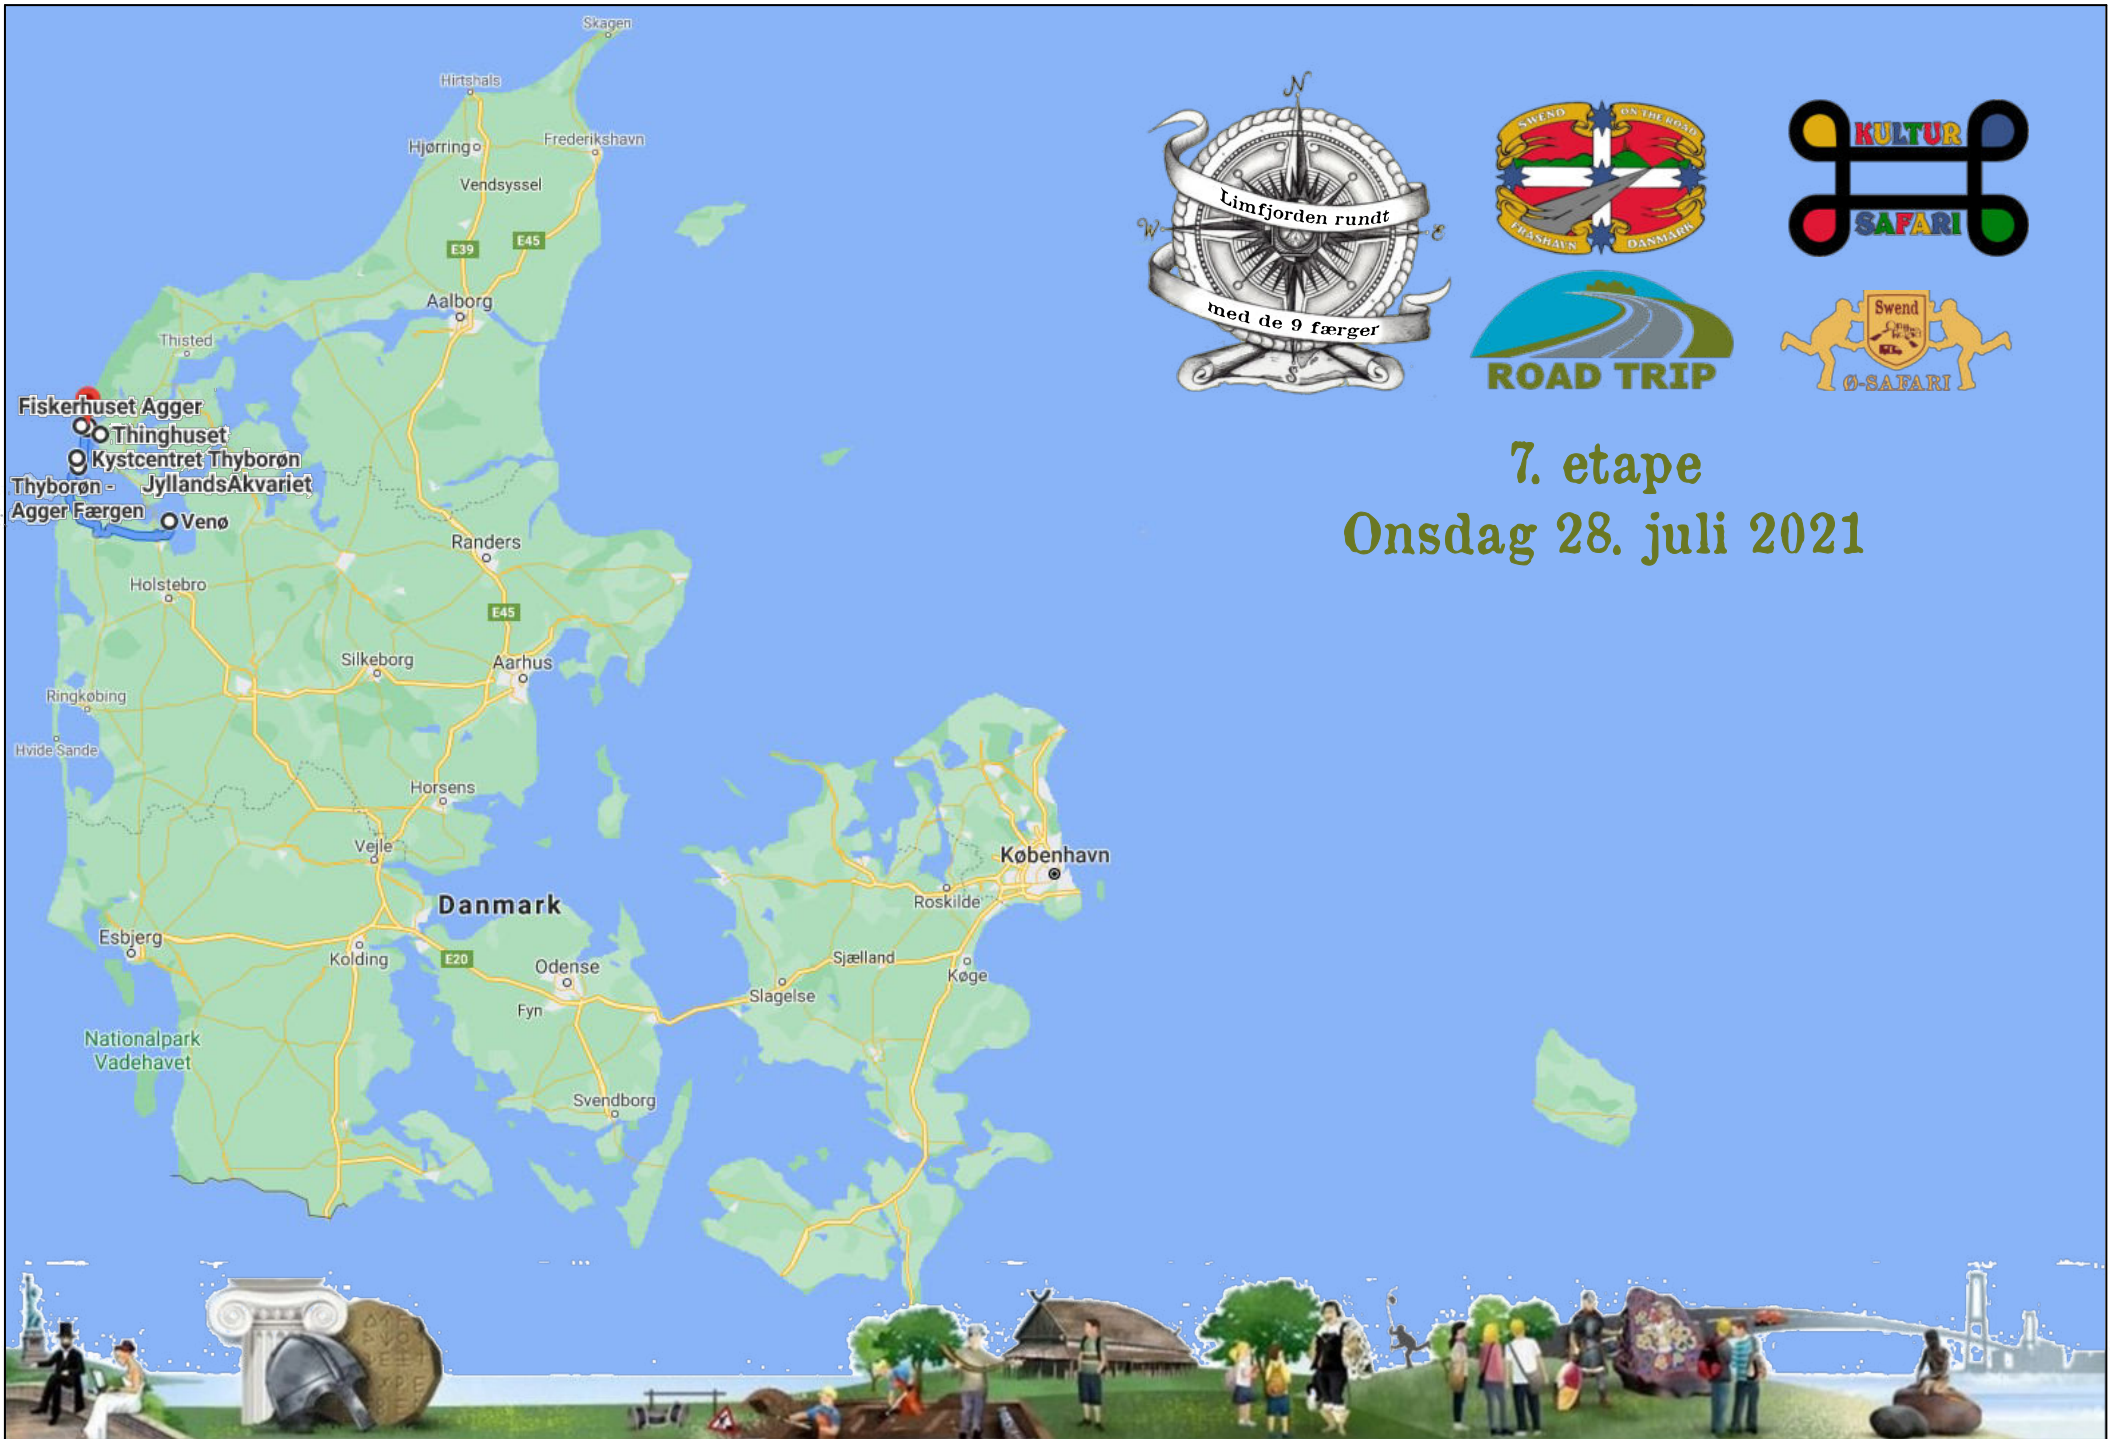 Skagen
Hirtshals
Hjørring
Frederikshavn
Vendsyssel
E39
E45
Aalborg
Thisted
Fiskerhuset Agger
Thinghuset
Kystcentret Thyborøn
Thyborøn -
Agger Færgen
JyllandsAkvariet
Venø
Randers
Holstebro
E45
Silkeborg
Aarhus
Ringkøbing
Hvide Sande
Horsens
Vejle
Danmark
København
Roskilde
Esbjerg
Kolding
E20
Odense
Sjælland
Køge
Slagelse
Fyn
Nationalpark
Vadehavet
Svendborg
N
W
E
S
Limfjorden rundt
med de 9 færger
SWEND
ON THE ROAD
FRASHAVN
DANMARK
KULTUR
SAFARI
ROAD TRIP
Swend
Ø-SAFARI
7. etape
Onsdag 28. juli 2021